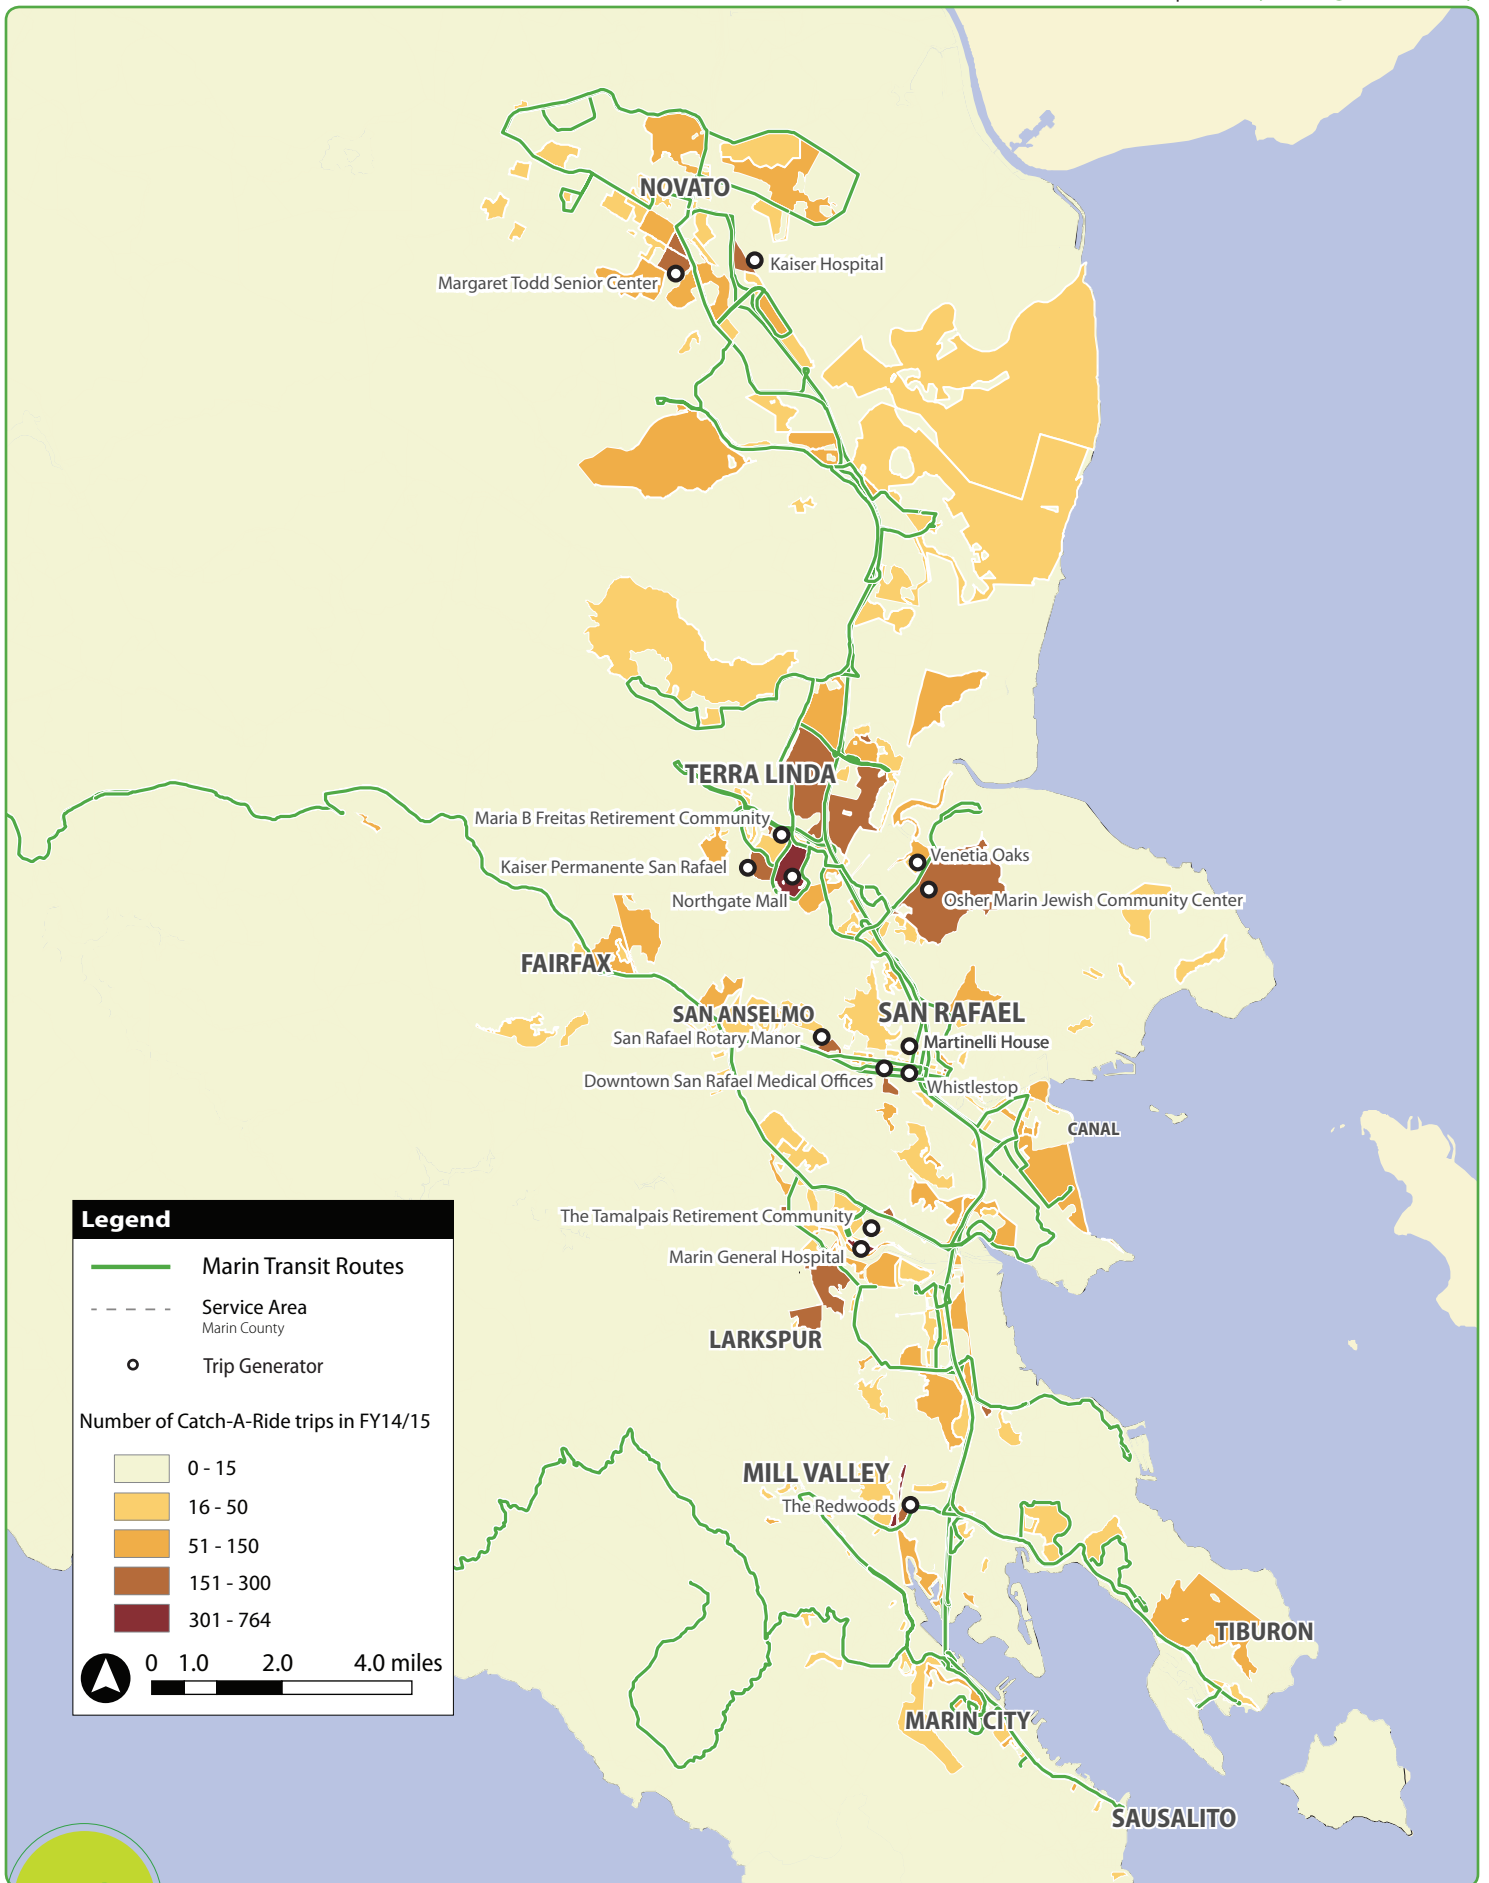 NOVATO
Kaiser Hospital
Margaret Todd Senior Center
TERRA LINDA
Maria B Freitas Retirement Community
Venetia Oaks
Kaiser Permanente San Rafael
Northgate Mall
Osher Marin Jewish Community Center
FAIRFAX
SAN ANSELMO
SAN RAFAEL
San Rafael Rotary Manor
Martinelli House
Downtown San Rafael Medical Offices
Whistlestop
CANAL
The Tamalpais Retirement Community
Marin General Hospital
LARKSPUR
MILL VALLEY
The Redwoods
TIBURON
MARIN CITY
SAUSALITO
Legend
Marin Transit Routes
Service Area
Marin County
Trip Generator
Number of Catch-A-Ride trips in FY14/15
0 - 15
16 - 50
51 - 150
151 - 300
301 - 764
0 1.0 2.0 4.0 miles